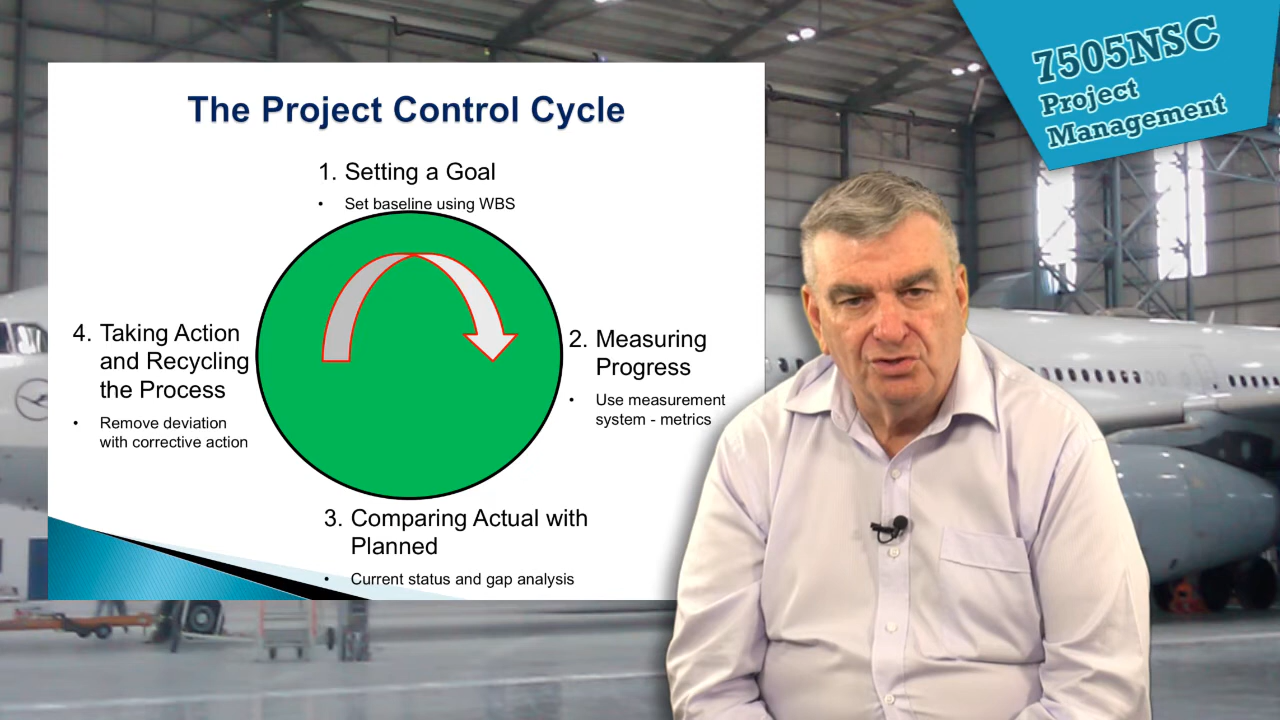 7505NSC
Project
Management
The Project Control Cycle
1. Setting a Goal
• Set baseline using WBS
2. Measuring
Progress
• Use measurement
system - metrics
3. Comparing Actual with
Planned
• Current status and gap analysis
4. Taking Action
and Recycling
the Process
• Remove deviation
with corrective action